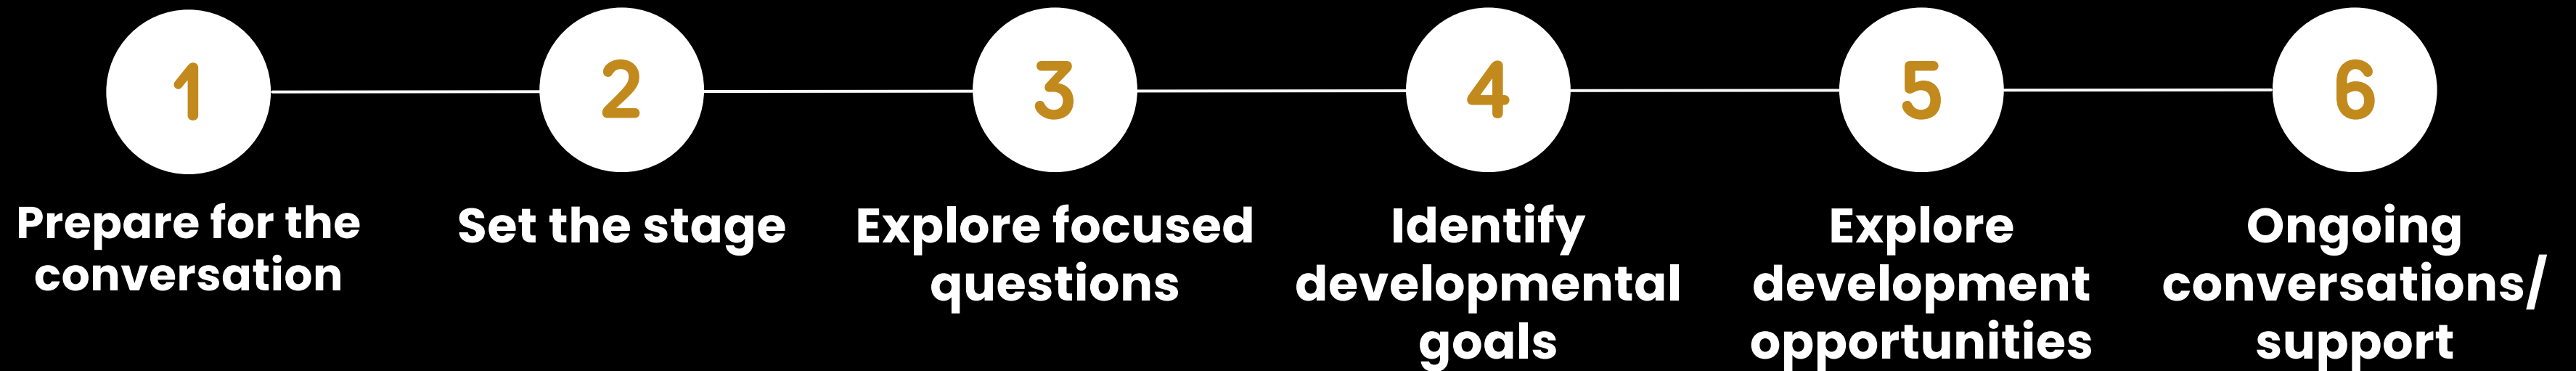 1
2
3
4
5
6
Prepare for the
conversation
Set the stage
Explore focused
questions
Identify
developmental
goals
Explore
development
opportunities
Ongoing
conversations/
support